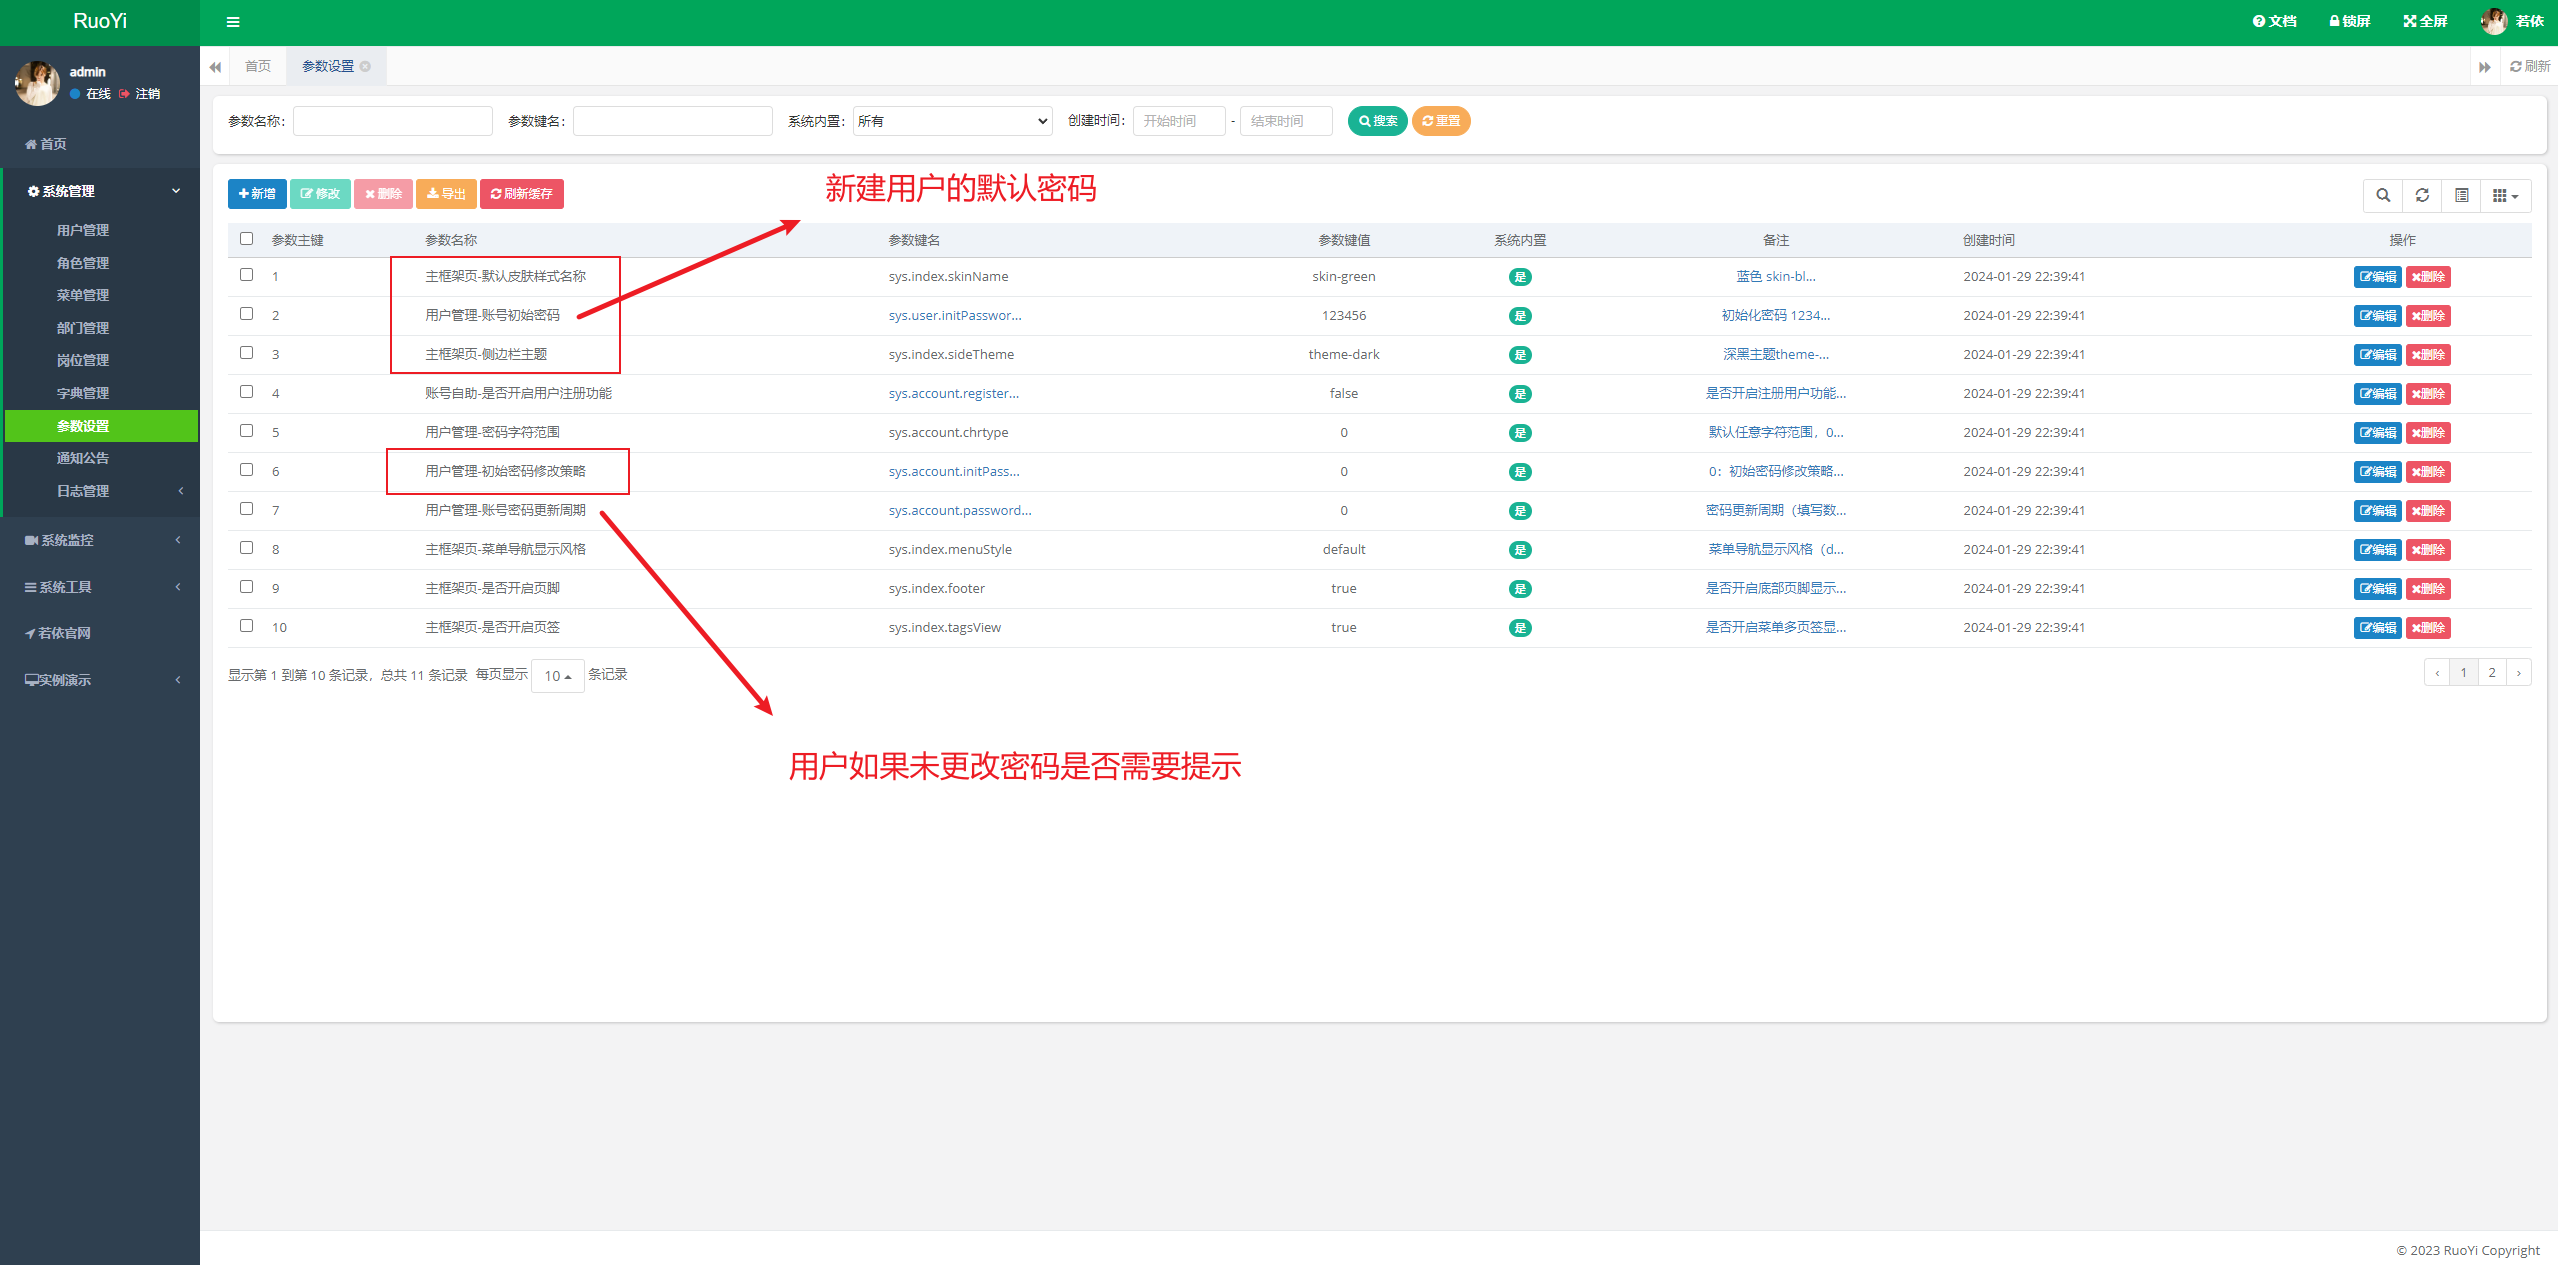 RuoYi
文档 锁屏 全屏 若依
admin
在线 注销
首页 参数设置 刷新
参数名称： 参数键名： 系统内置： 所有 创建时间： 开始时间 - 结束时间 搜索 重置
首页
系统管理
用户管理
角色管理
菜单管理
部门管理
岗位管理
字典管理
参数设置
通知公告
日志管理
系统监控
系统工具
若依官网
实例演示
新增 修改 删除 导出 刷新缓存
新建用户的默认密码
参数主键 参数名称 参数键名 参数键值 系统内置 备注 创建时间 操作
1 主框架页-默认皮肤样式名称 sys.index.skinName skin-green 是 蓝色 skin-bl... 2024-01-29 22:39:41 编辑 删除
2 用户管理-账号初始密码 sys.user.initPasswor... 123456 是 初始化密码 1234... 2024-01-29 22:39:41 编辑 删除
3 主框架页-侧边栏主题 sys.index.sideTheme theme-dark 是 深黑主题theme-... 2024-01-29 22:39:41 编辑 删除
4 账号自助-是否开启用户注册功能 sys.account.register... false 是 是否开启注册用户功能... 2024-01-29 22:39:41 编辑 删除
5 用户管理-密码字符范围 sys.account.chrtype 0 是 默认任意字符范围，0... 2024-01-29 22:39:41 编辑 删除
6 用户管理-初始密码修改策略 sys.account.initPass... 0 是 0：初始密码修改策略... 2024-01-29 22:39:41 编辑 删除
7 用户管理-账号密码更新周期 sys.account.password... 0 是 密码更新周期（填写数... 2024-01-29 22:39:41 编辑 删除
8 主框架页-菜单导航显示风格 sys.index.menuStyle default 是 菜单导航显示风格（d... 2024-01-29 22:39:41 编辑 删除
9 主框架页-是否开启页脚 sys.index.footer true 是 是否开启底部页脚显示... 2024-01-29 22:39:41 编辑 删除
10 主框架页-是否开启页签 sys.index.tagsView true 是 是否开启菜单多页签显... 2024-01-29 22:39:41 编辑 删除
显示第 1 到第 10 条记录，总共 11 条记录 每页显示 10 条记录 ‹ 1 2 ›
用户如果未更改密码是否需要提示
© 2023 RuoYi Copyright